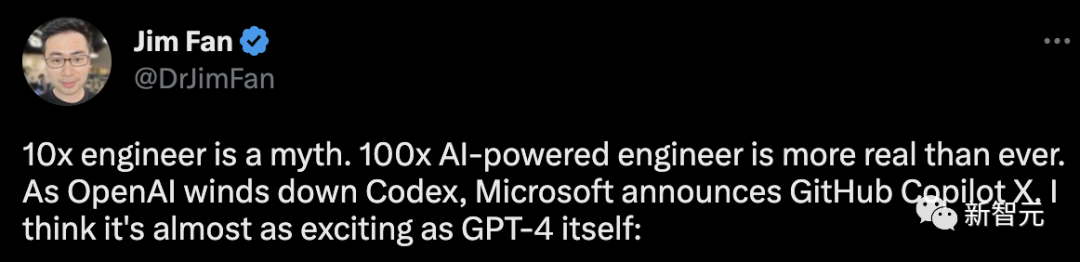 Jim Fan
@DrJimFan
10x engineer is a myth. 100x AI-powered engineer is more real than ever.
As OpenAI winds down Codex, Microsoft announces GitHub Copilot X. I
think it's almost as exciting as GPT-4 itself:
新智元